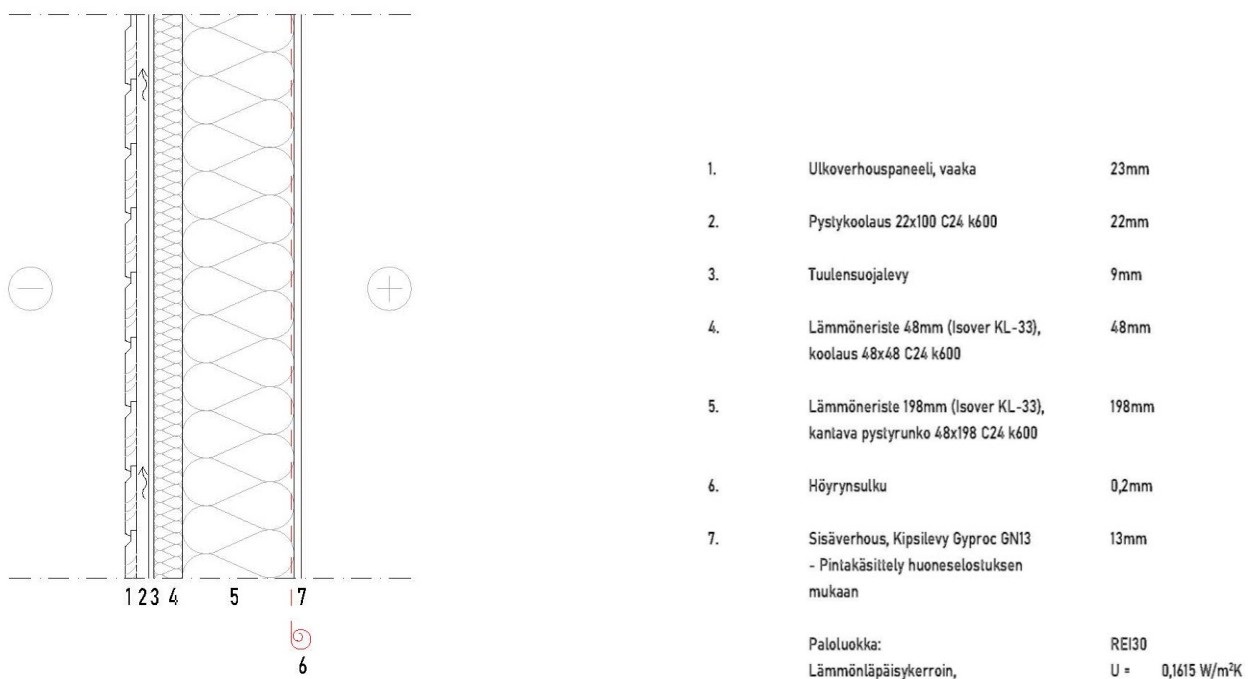 1 2 3 4 5 7
6
1. Ulkoverhouspaneeli, vaaka 23mm
2. Pystykoolaus 22x100 C24 k600 22mm
3. Tuulensuojalevy 9mm
4. Lämmöneriste 48mm (Isover KL-33), 48mm
koolaus 48x48 C24 k600
5. Lämmöneriste 198mm (Isover KL-33), 198mm
kantava pystyrunko 48x198 C24 k600
6. Höyrynsulku 0,2mm
7. Sisäverhous, Kipsilevy Gyproc GN13 13mm
- Pintakäsittely huoneselostuksen
mukaan
Paloluokka: REI30
Lämmönläpäisykerroin, U = 0,1615 W/m²K